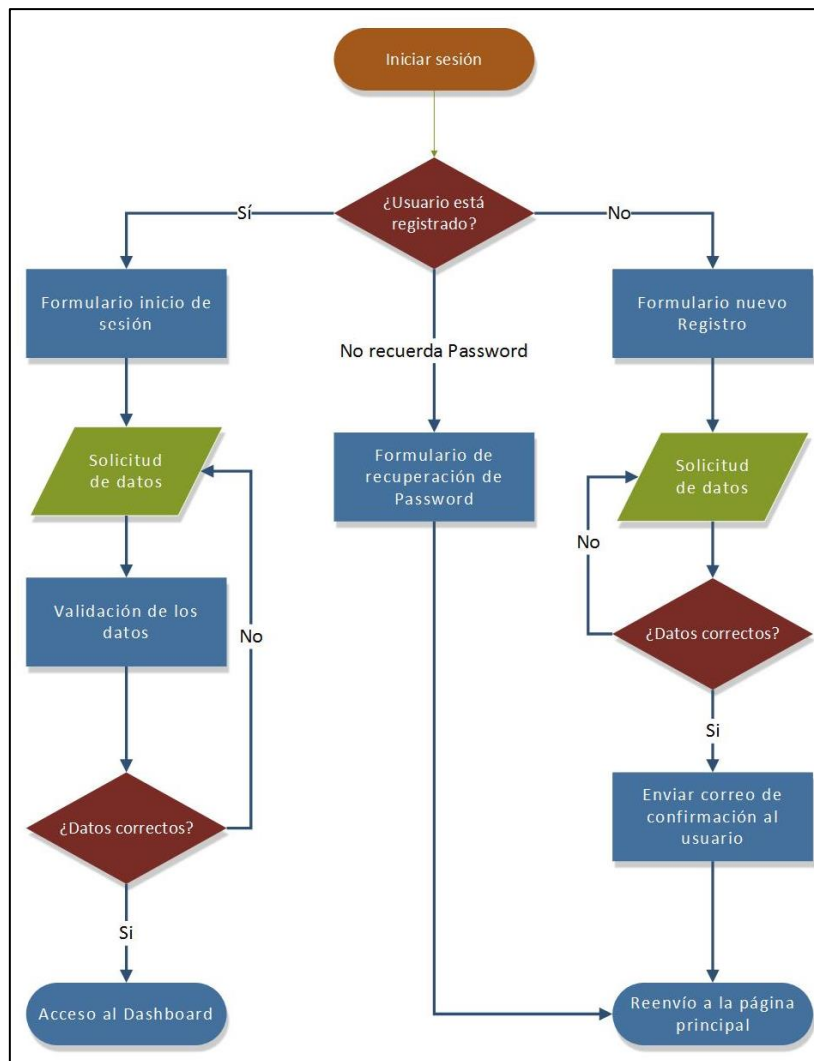 Iniciar sesión
¿Usuario está
registrado?
Sí
No
Formulario inicio de
sesión
Formulario nuevo
Registro
No recuerda Password
Solicitud
de datos
Formulario de
recuperación de
Password
Solicitud
de datos
No
Validación de los
datos
No
¿Datos correctos?
Si
¿Datos correctos?
Enviar correo de
confirmación al
usuario
Si
Acceso al Dashboard
Reenvío a la página
principal